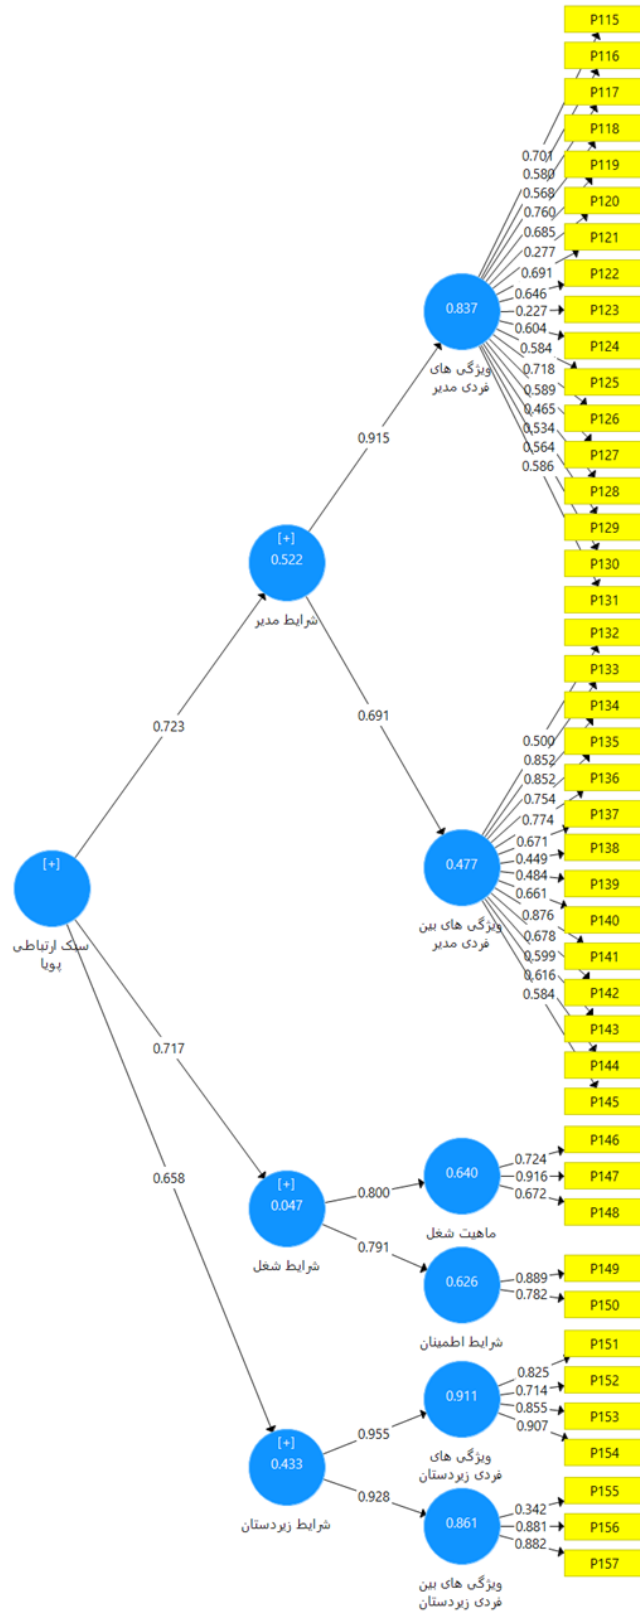 P115
P116
P117
P118
P119
P120
P121
P122
P123
P124
P125
P126
P127
P128
P129
P130
P131
0.701
0.580
0.568
0.760
0.685
0.277
0.691
0.646
0.227
0.604
0.584
0.718
0.589
0.465
0.534
0.564
0.586
0.837
ویژگی های
فردی مدیر
0.915
[+]
0.522
شرایط مدیر
0.723
0.691
P132
P133
P134
P135
P136
P137
P138
P139
P140
P141
P142
P143
P144
P145
0.500
0.852
0.852
0.754
0.774
0.671
0.449
0.484
0.661
0.876
0.678
0.599
0.616
0.584
0.477
ویژگی های بین
فردی مدیر
[+]
سبک ارتباطی
پویا
0.717
0.658
[+]
0.047
شرایط شغل
0.800
0.791
0.640
ماهیت شغل
0.724
0.916
0.672
P146
P147
P148
0.626
شرایط اطمینان
0.889
0.782
P149
P150
[+]
0.433
شرایط زیردستان
0.955
0.928
0.911
ویژگی های
فردی زیردستان
0.825
0.714
0.855
0.907
P151
P152
P153
P154
0.861
ویژگی های بین
فردی زیردستان
0.342
0.881
0.882
P155
P156
P157